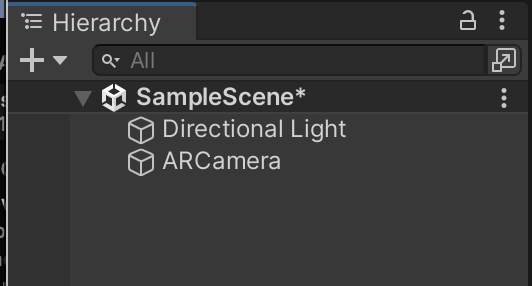 Hierarchy
All
SampleScene*
Directional Light
ARCamera